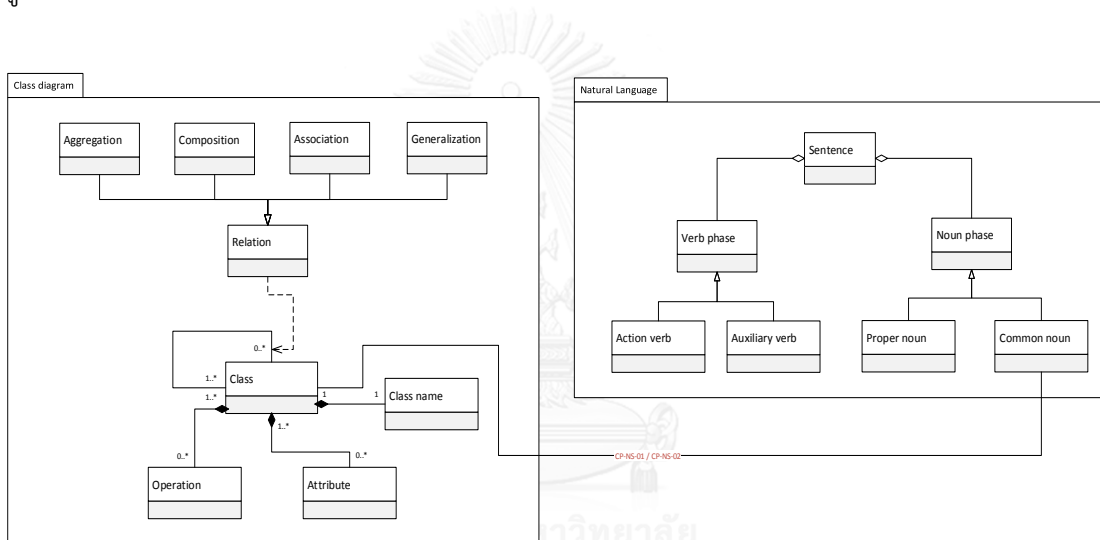 Class diagram
Natural Language
Aggregation
Composition
Association
Generalization
Sentence
Relation
Verb phase
Noun phase
Action verb
Auxiliary verb
Proper noun
Common noun
0..*
1..*
Class
1..*
1
1
Class name
1..*
0..*
0..*
CP-NS-01 / CP-NS-02
Operation
Attribute